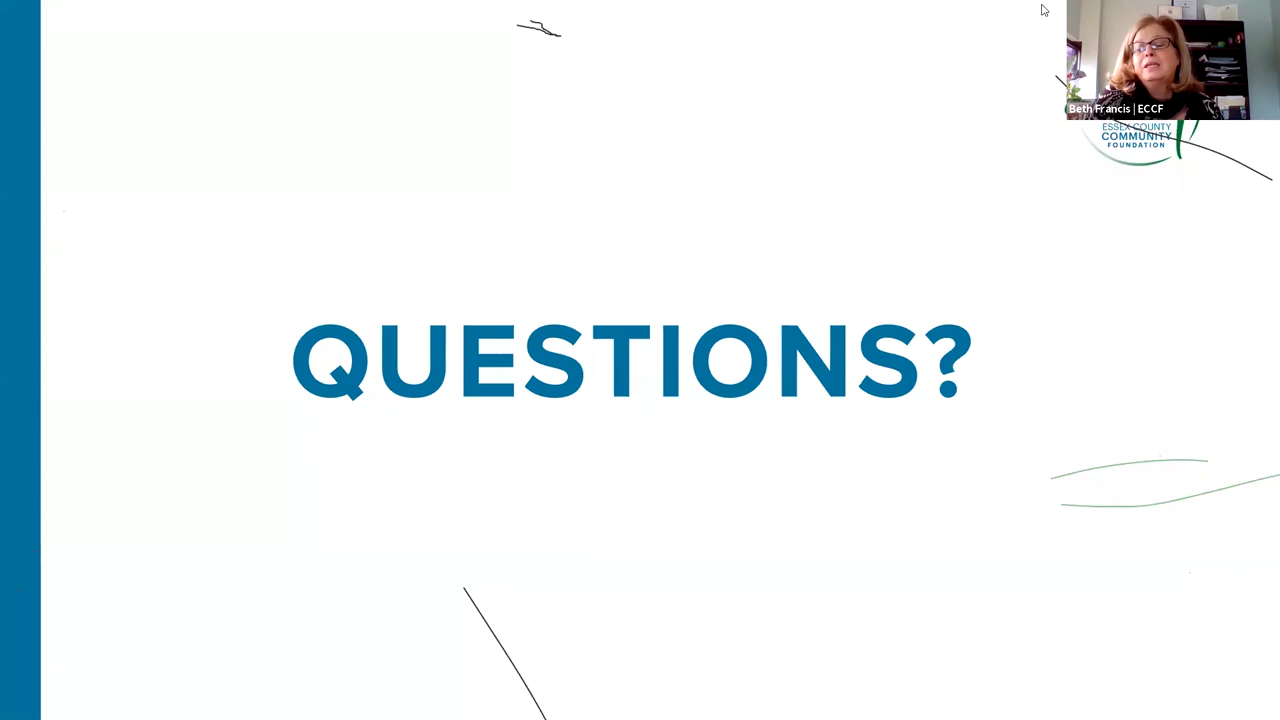 Beth Francis | ECCF
ESSEX COUNTY
COMMUNITY
FOUNDATION
QUESTIONS?